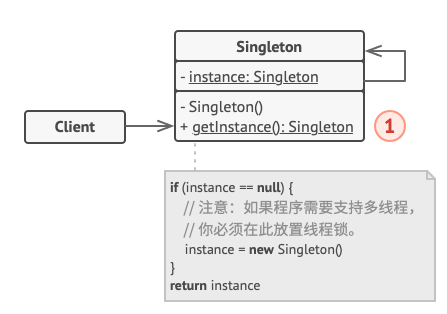 Singleton
- instance: Singleton
- Singleton()
+ getInstance(): Singleton
Client
1
if (instance == null) {
// 注意：如果程序需要支持多线程，
// 你必须在此放置线程锁。
instance = new Singleton()
}
return instance